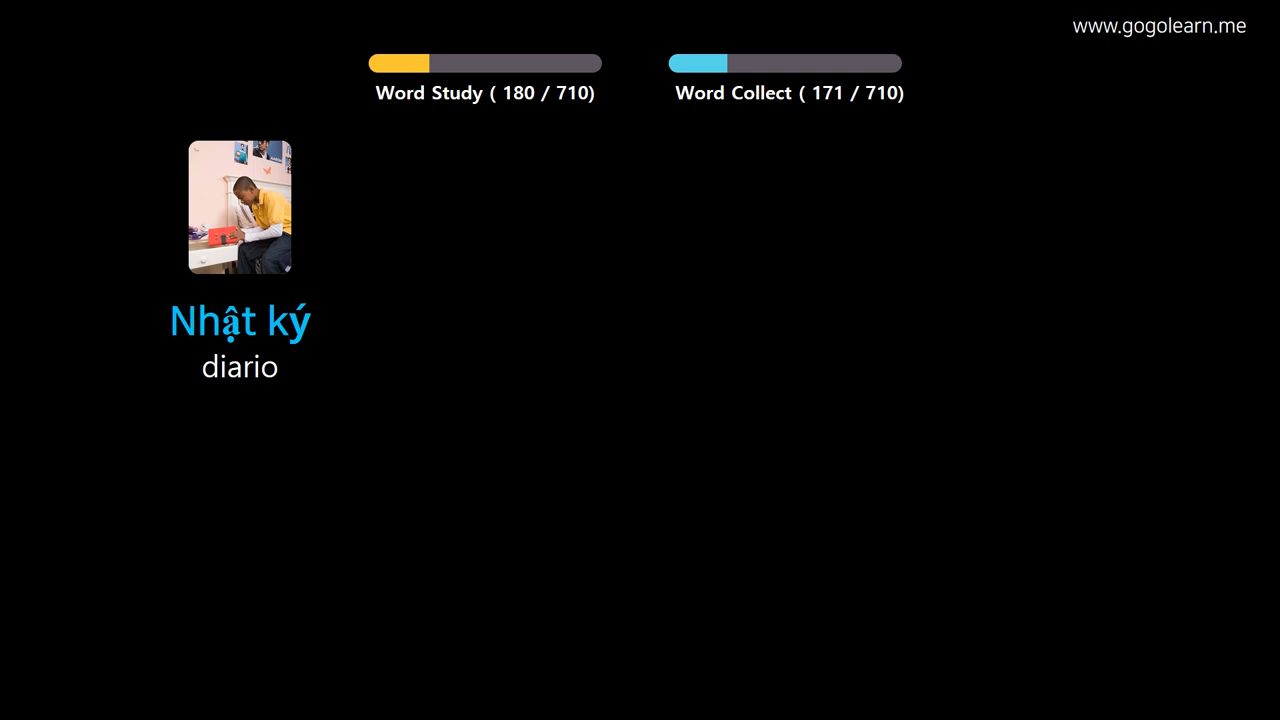 www.gogolearn.me
Word Study ( 180 / 710)
Word Collect ( 171 / 710)
Nhật ký
diario